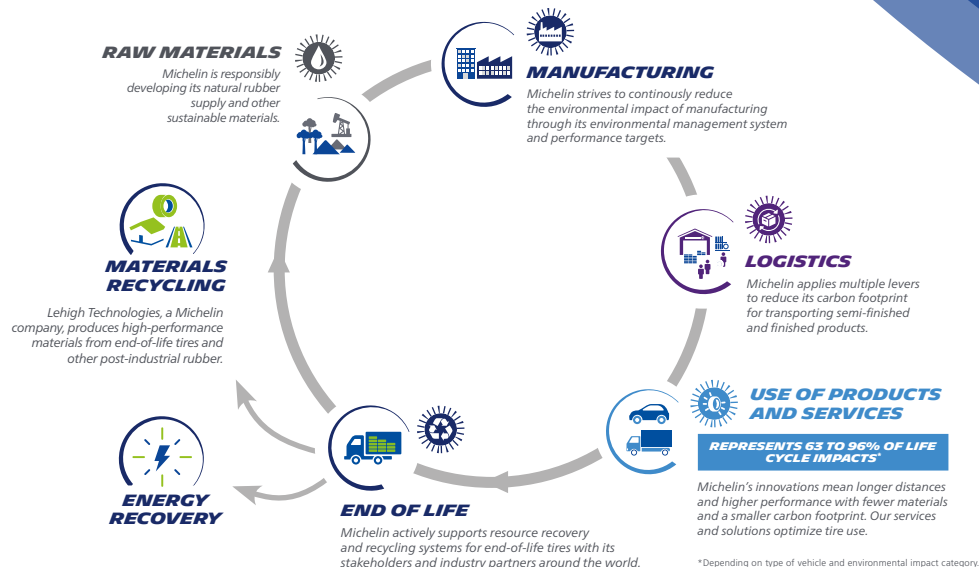 RAW MATERIALS
Michelin is responsibly
developing its natural rubber
supply and other
sustainable materials.
MANUFACTURING
Michelin strives to continously reduce
the environmental impact of manufacturing
through its environmental management system
and performance targets.
LOGISTICS
Michelin applies multiple levers
to reduce its carbon footprint
for transporting semi-finished
and finished products.
USE OF PRODUCTS
AND SERVICES
REPRESENTS 63 TO 96% OF LIFE
CYCLE IMPACTS*
Michelin's innovations mean longer distances
and higher performance with fewer materials
and a smaller carbon footprint. Our services
and solutions optimize tire use.
*Depending on type of vehicle and environmental impact category.
END OF LIFE
Michelin actively supports resource recovery
and recycling systems for end-of-life tires with its
stakeholders and industry partners around the world.
MATERIALS
RECYCLING
Lehigh Technologies, a Michelin
company, produces high-performance
materials from end-of-life tires and
other post-industrial rubber.
ENERGY
RECOVERY